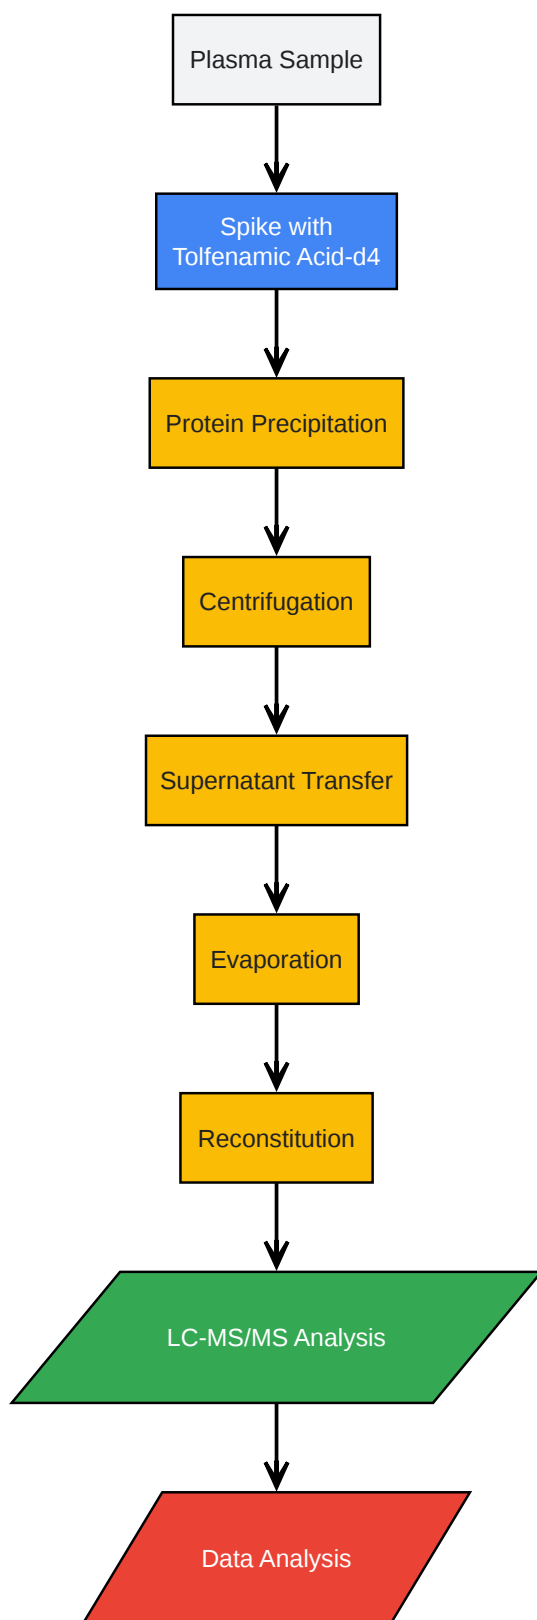 Plasma Sample
Spike with
Tolfenamic Acid-d4
Protein Precipitation
Centrifugation
Supernatant Transfer
Evaporation
Reconstitution
LC-MS/MS Analysis
Data Analysis